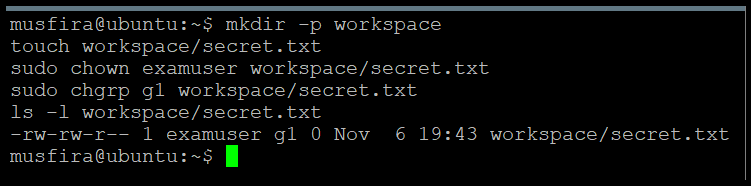 musfira@ubuntu:~$ mkdir -p workspace
touch workspace/secret.txt
sudo chown examuser workspace/secret.txt
sudo chgrp g1 workspace/secret.txt
ls -l workspace/secret.txt
-rw-rw-r-- 1 examuser g1 0 Nov  6 19:43 workspace/secret.txt
musfira@ubuntu:~$